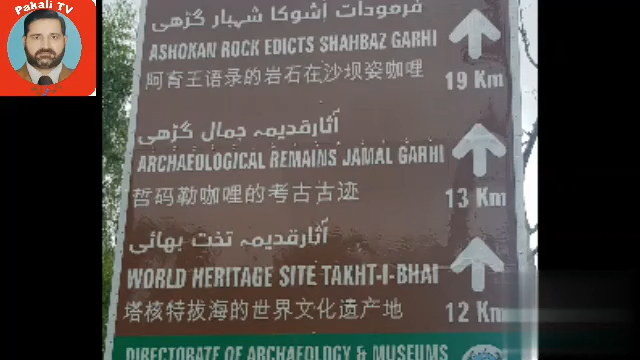 Pakali TV
فرمودات اشوکا شہباز گڑھی
ASHOKAN ROCK EDICTS SHAHBAZ GARHI
阿育王语录的岩石在沙坝姿咖哩
19 Km
آثارقدیمہ جمال گڑھی
ARCHAEOLOGICAL REMAINS JAMAL GARHI
哲码勒咖哩的考古古迹
13 Km
آثارقدیمہ تخت بھائی
WORLD HERITAGE SITE TAKHT-I-BHAI
塔核特拔海的世界文化遗产地
12 Km
DIRECTORATE OF ARCHAEOLOGY & MUSEUMS